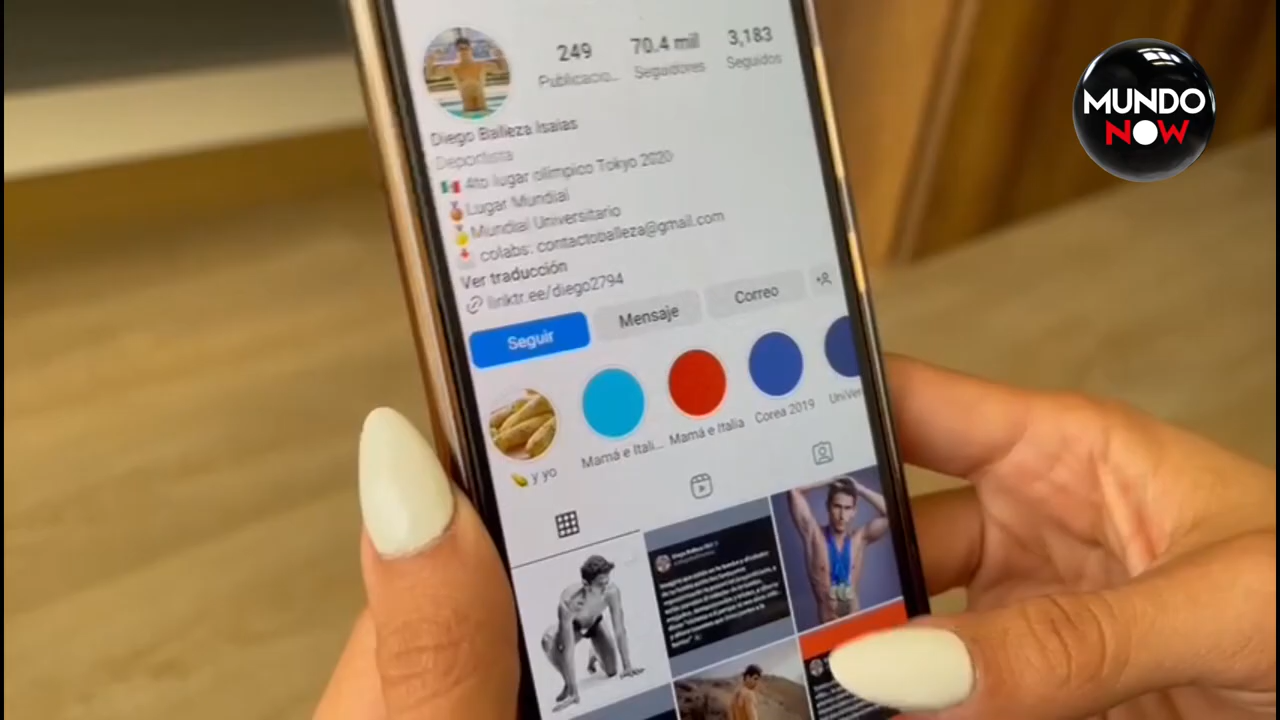 MUNDO
NOW
249
70.4 mil
3,183
Publicacio...
Seguidores
Seguidos
Diego Balleza Isaias
Deportista
4to lugar olímpico Tokyo 2020
Lugar Mundial
Mundial Universitario
colabs: contactoballeza@gmail.com
Ver traducción
linktr.ee/diego2794
Seguir
Mensaje
Correo
y yo
Mamá e Itali...
Mamá e Italia
Corea 2019
UniVer